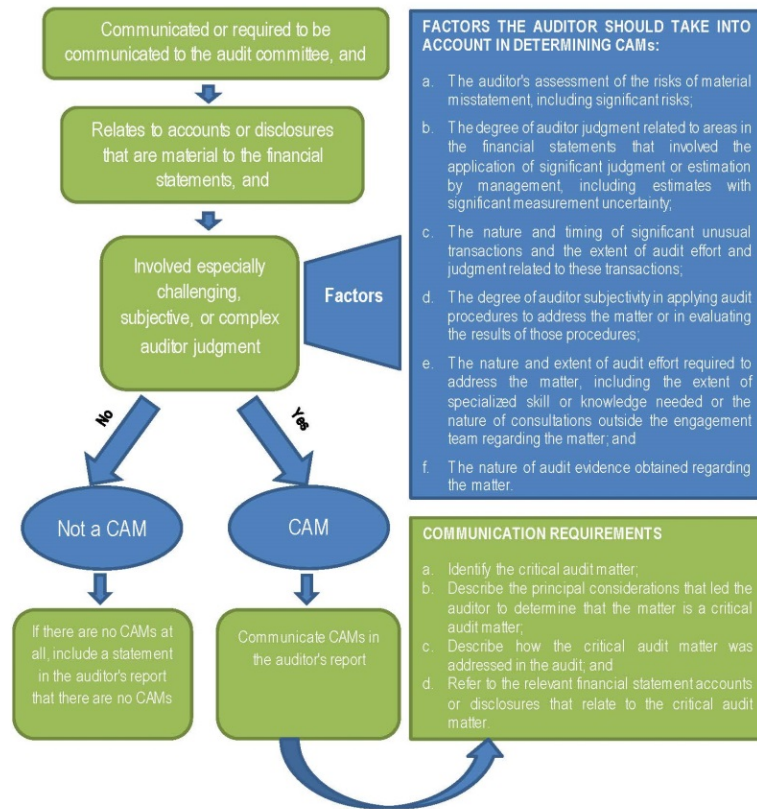 Communicated or required to be
communicated to the audit committee, and
Relates to accounts or disclosures
that are material to the financial
statements, and
Involved especially
challenging,
subjective, or complex
auditor judgment
Factors
No
Yes
Not a CAM
CAM
If there are no CAMs at
all, include a statement
in the auditor's report
that there are no CAMs
Communicate CAMs in
the auditor's report
FACTORS THE AUDITOR SHOULD TAKE INTO
ACCOUNT IN DETERMINING CAMs:
a. The auditor's assessment of the risks of material
misstatement, including significant risks;
b. The degree of auditor judgment related to areas in
the financial statements that involved the
application of significant judgment or estimation
by management, including estimates with
significant measurement uncertainty;
c. The nature and timing of significant unusual
transactions and the extent of audit effort and
judgment related to these transactions;
d. The degree of auditor subjectivity in applying audit
procedures to address the matter or in evaluating
the results of those procedures;
e. The nature and extent of audit effort required to
address the matter, including the extent of
specialized skill or knowledge needed or the
nature of consultations outside the engagement
team regarding the matter; and
f. The nature of audit evidence obtained regarding
the matter.
COMMUNICATION REQUIREMENTS
a. Identify the critical audit matter;
b. Describe the principal considerations that led the
auditor to determine that the matter is a critical
audit matter;
c. Describe how the critical audit matter was
addressed in the audit; and
d. Refer to the relevant financial statement accounts
or disclosures that relate to the critical audit
matter.